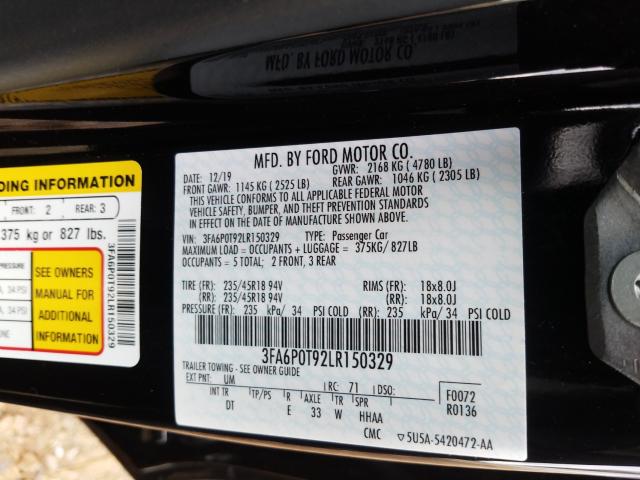 MFD. BY FORD MOTOR CO.
DING INFORMATION
FRONT: 2 REAR: 3
375 kg or 827 lbs.
SEE OWNERS
MANUAL FOR
ADDITIONAL
INFORMATION
3FA6P0T92LR150329
MFD. BY FORD MOTOR CO.
12/19 GVWR: 2168 KG ( 4780 LB)
FRONT GAWR: 1145 KG ( 2525 LB) REAR GAWR: 1046 KG ( 2305 LB)
THIS VEHICLE CONFORMS TO ALL APPLICABLE FEDERAL MOTOR
VEHICLE SAFETY, BUMPER, AND THEFT PREVENTION STANDARDS
IN EFFECT ON THE DATE OF MANUFACTURE SHOWN ABOVE.
VIN: 3FA6P0T92LR150329 TYPE: Passenger Car
MAXIMUM LOAD = OCCUPANTS + LUGGAGE = 375KG/ 827LB
OCCUPANTS = 5 TOTAL; 2 FRONT, 3 REAR
TIRE (FR): 235/45R18 94V RIMS (FR): 18x8.0J
(RR): 235/45R18 94V (RR): 18x8.0J
PRESSURE (FR): 235 kPa/ 34 PSI COLD (RR): 235 kPa/ 34 PSI COLD
3FA6P0T92LR150329
TRAILER TOWING - SEE OWNER GUIDE
EXT PNT: UM RC: 71 DSO: F0072
INT TR TP/PS R AXLE TR SPR R0136
DT E 33 W HHAA
CMC 5U5A-5420472-AA